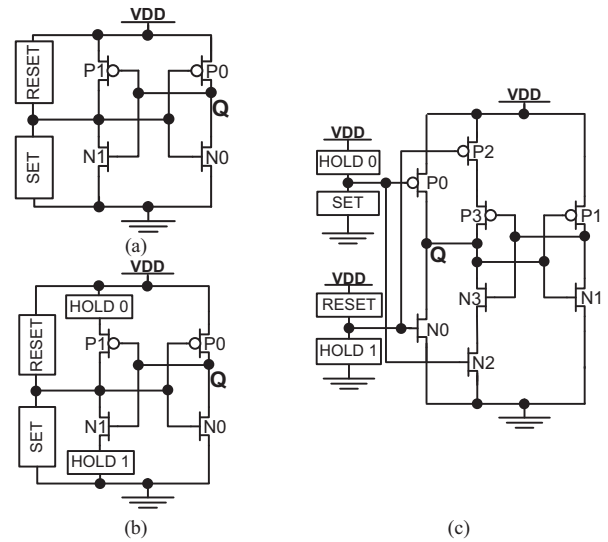 VDD
RESET
P1
P0
Q
SET
N1
N0
(a)
VDD
HOLD 0
RESET
P1
P0
Q
SET
N1
N0
HOLD 1
(b)
VDD
VDD
HOLD 0
P2
SET
P0
P3
P1
Q
VDD
RESET
N3
N1
HOLD 1
N0
N2
(c)